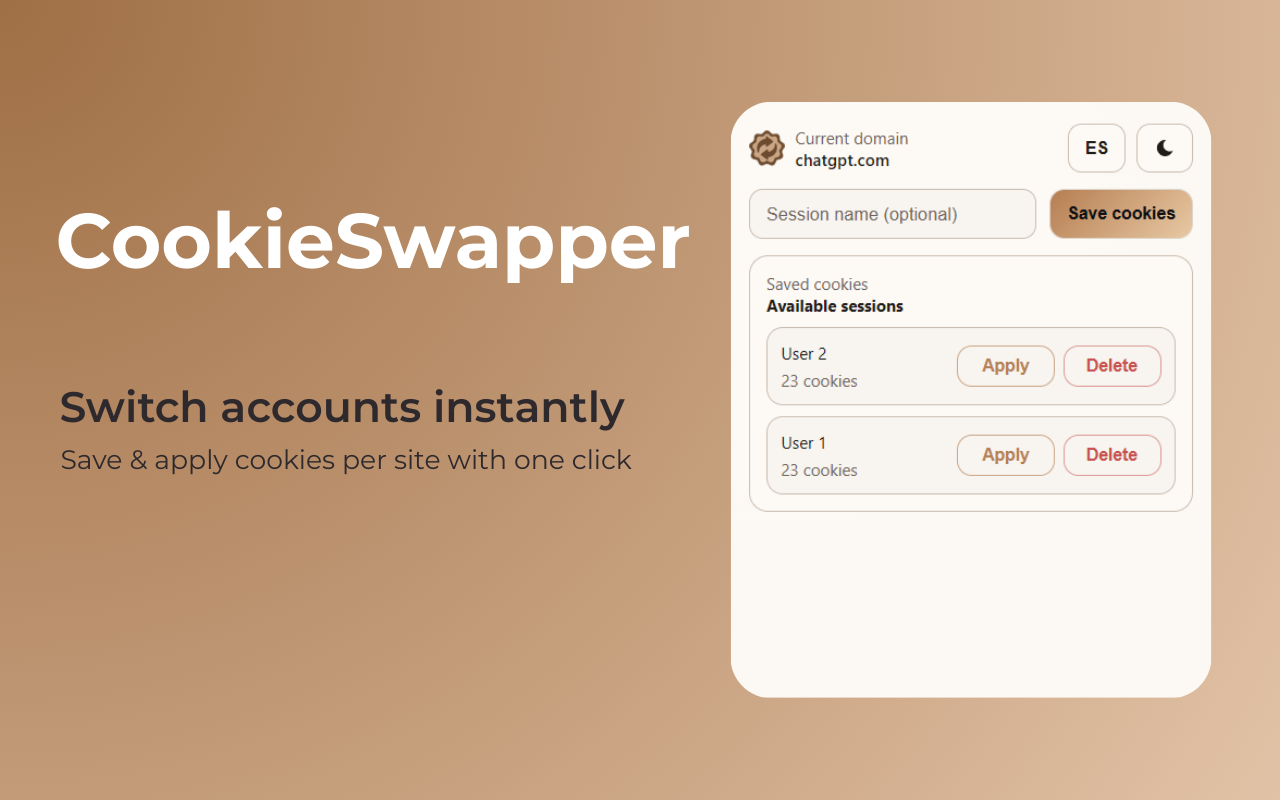 CookieSwapper
Switch accounts instantly
Save & apply cookies per site with one click
Current domain
chatgpt.com
ES
Session name (optional)
Save cookies
Saved cookies
Available sessions
User 2
23 cookies
Apply
Delete
User 1
23 cookies
Apply
Delete